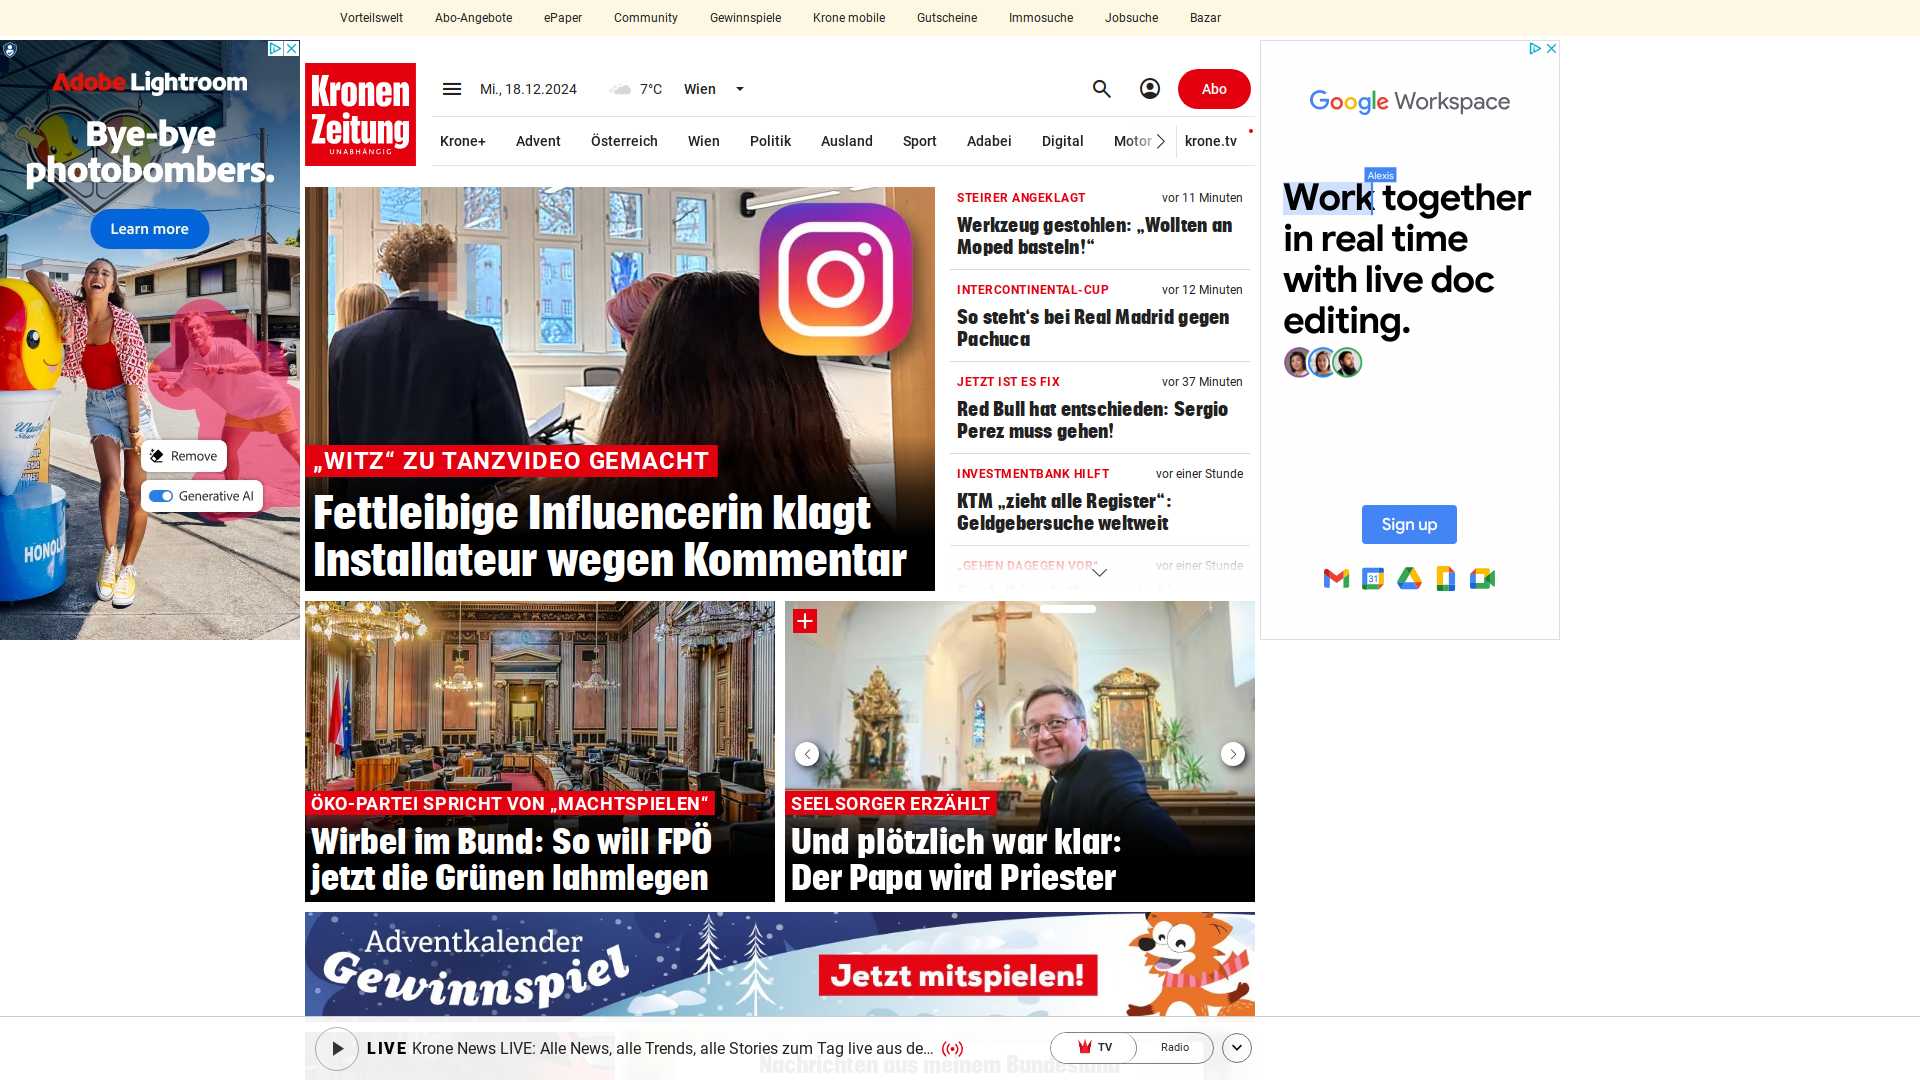 Vorteilswelt Abo-Angebote ePaper Community Gewinnspiele Krone mobile Gutscheine Immosuche Jobsuche Bazar
Adobe Lightroom
Bye-bye
photobombers.
Learn more
Remove
Generative AI
Kronen
Zeitung
UNABHÄNGIG
Mi., 18.12.2024 7°C Wien
Abo
Krone+ Advent Österreich Wien Politik Ausland Sport Adabei Digital Motor krone.tv
„WITZ“ ZU TANZVIDEO GEMACHT
Fettleibige Influencerin klagt
Installateur wegen Kommentar
STEIRER ANGEKLAGT vor 11 Minuten
Werkzeug gestohlen: „Wollten an
Moped basteln!“
INTERCONTINENTAL-CUP vor 12 Minuten
So steht‘s bei Real Madrid gegen
Pachuca
JETZT IST ES FIX vor 37 Minuten
Red Bull hat entschieden: Sergio
Perez muss gehen!
INVESTMENTBANK HILFT vor einer Stunde
KTM „zieht alle Register“:
Geldgebersuche weltweit
„GEHEN DAGEGEN VOR“ vor einer Stunde
ÖKO-PARTEI SPRICHT VON „MACHTSPIELEN“
Wirbel im Bund: So will FPÖ
jetzt die Grünen lahmlegen
SEELSORGER ERZÄHLT
Und plötzlich war klar:
Der Papa wird Priester
Adventkalender
Gewinnspiel
Jetzt mitspielen!
LIVE Krone News LIVE: Alle News, alle Trends, alle Stories zum Tag live aus de...
TV Radio
Nachrichten aus meinem Bundesland
Google Workspace
Alexis
Work together
in real time
with live doc
editing.
Sign up
31